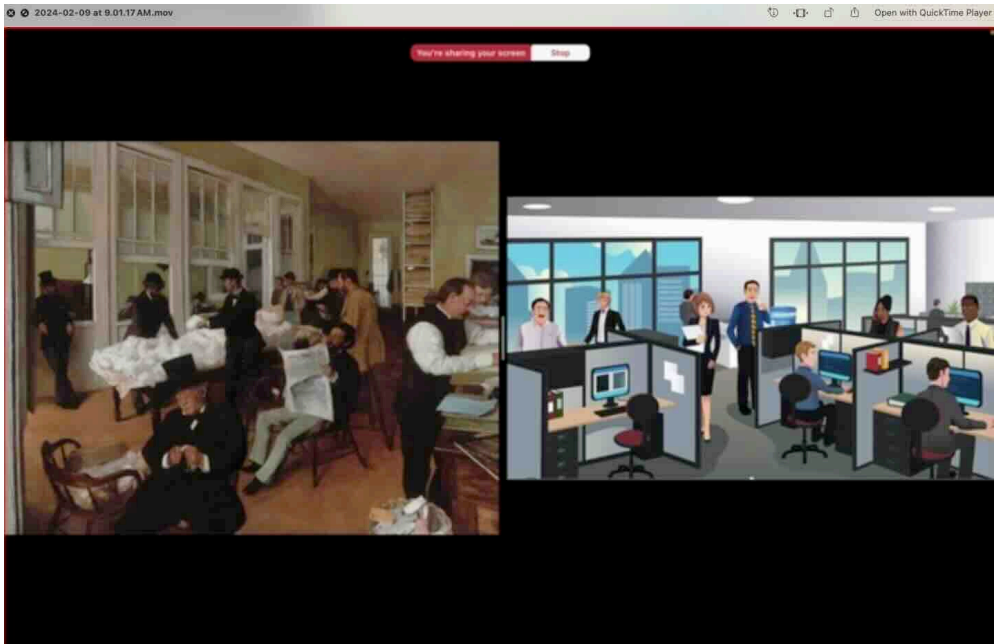 2024-02-09 at 9.01.17 AM.mov
Open with QuickTime Player
You're sharing your screen
Stop